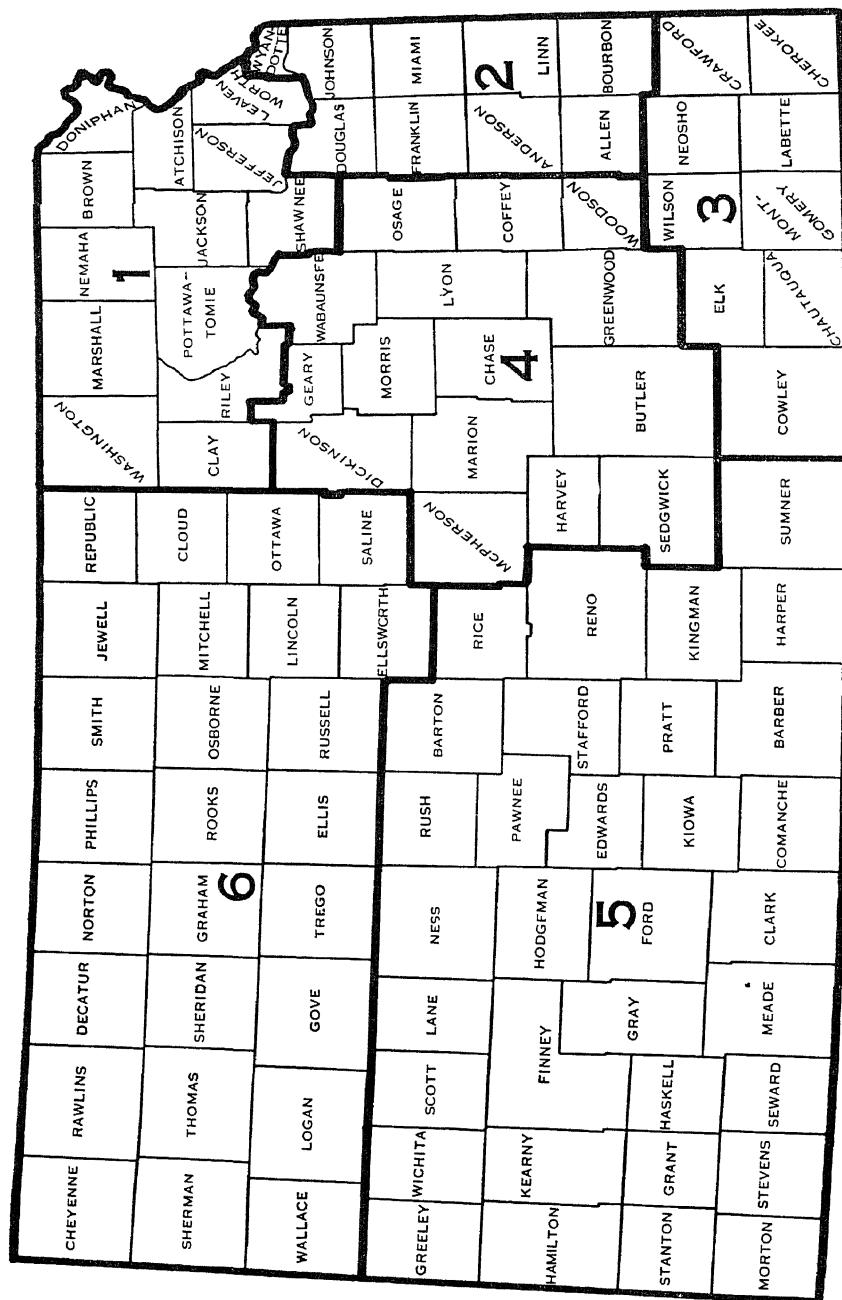 CHEYENNE
RAWLINS
DECATUR
NORTON
PHILLIPS
SMITH
JEWELL
REPUBLIC
WASHINGTON
MARSHALL
NEMAHA
BROWN
DONIPHAN
1
SHERMAN
THOMAS
SHERIDAN
GRAHAM
6
ROOKS
OSBORNE
MITCHELL
CLOUD
CLAY
RILEY
POTTAWA-
TOMIE
JACKSON
ATCHISON
JEFFERSON
LEAVEN
WORTH
WYAN-
DOTTE
WALLACE
LOGAN
GOVE
TREGO
ELLIS
RUSSELL
LINCOLN
OTTAWA
ELLSWORTH
SALINE
DICKINSON
GEARY
WABAUNSEE
SHAWNEE
DOUGLAS
JOHNSON
GREELEY
WICHITA
SCOTT
LANE
NESS
RUSH
BARTON
RICE
MCPHERSON
MARION
MORRIS
CHASE
4
LYON
OSAGE
FRANKLIN
MIAMI
HAMILTON
KEARNY
FINNEY
HODGEMAN
PAWNEE
STAFFORD
RENO
HARVEY
COFFEY
ANDERSON
LINN
2
STANTON
GRANT
HASKELL
GRAY
FORD
5
EDWARDS
KIOWA
PRATT
KINGMAN
SEDGWICK
BUTLER
GREENWOOD
WOODSON
ALLEN
BOURBON
MORTON
STEVENS
SEWARD
MEADE
CLARK
COMANCHE
BARBER
HARPER
SUMNER
COWLEY
ELK
CHAUTAUQUA
WILSON
3
MONT-
GOMERY
NEOSHO
LABETTE
CRAWFORD
CHEROKEE